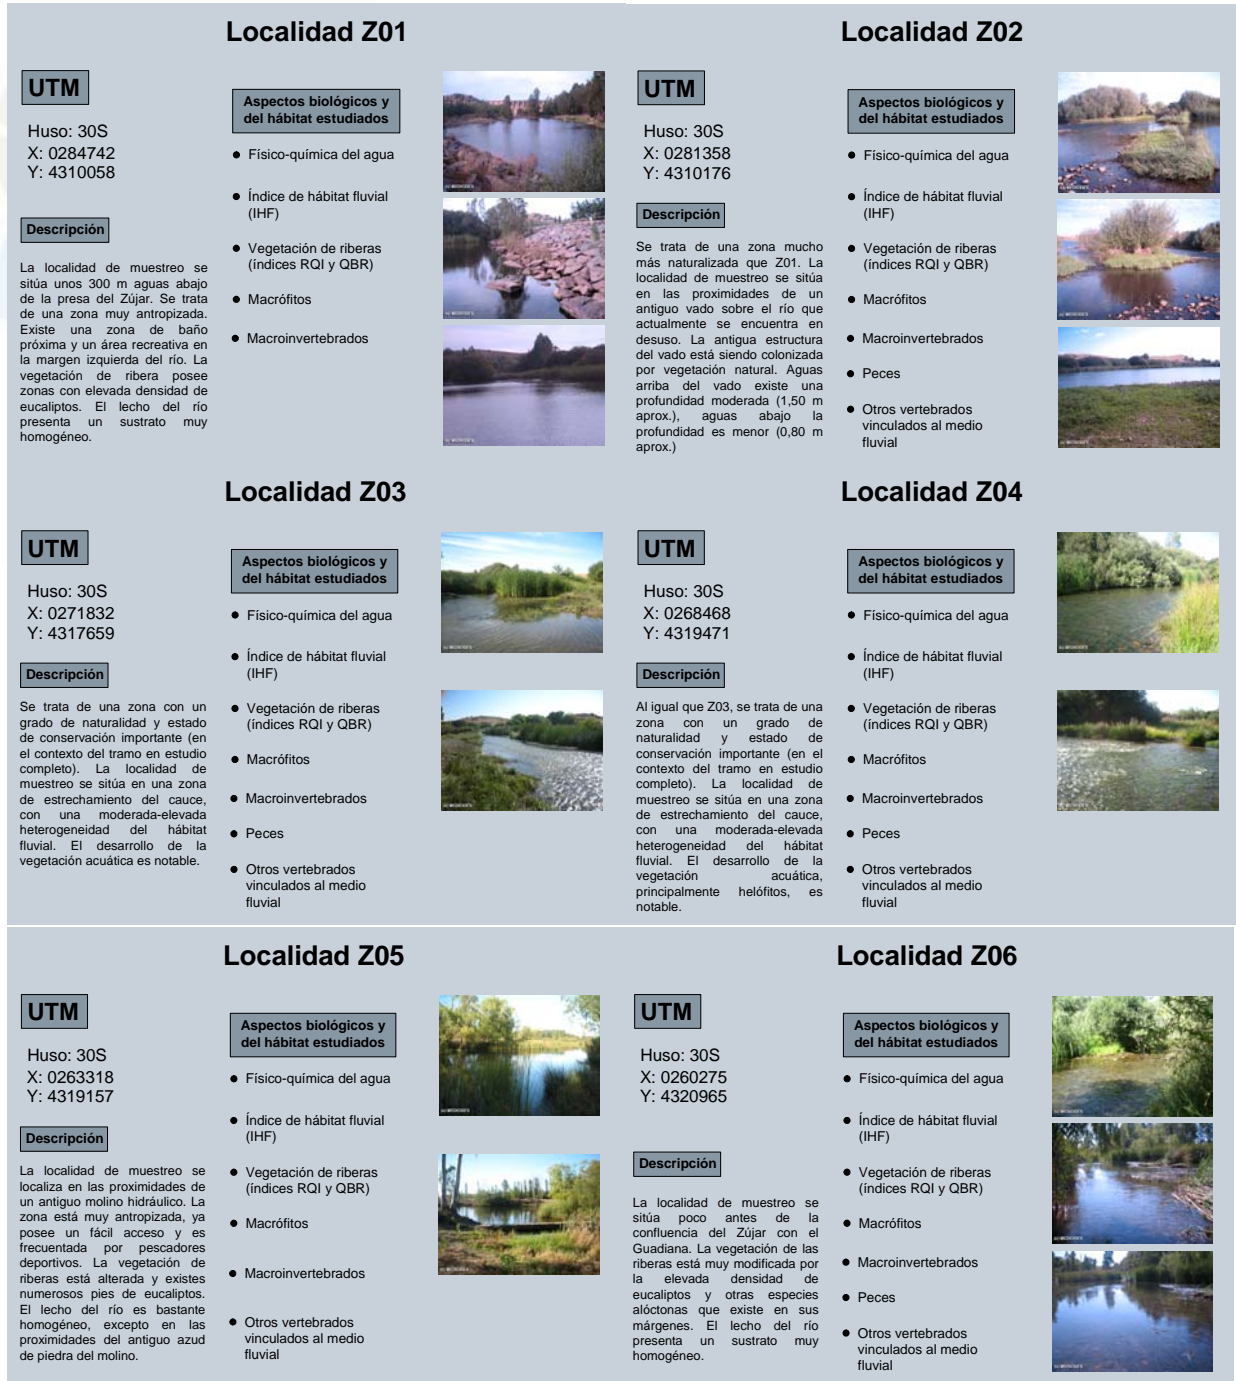 Localidad Z01
UTM
Huso: 30S
X: 0284742
Y: 4310058
Descripción
La localidad de muestreo se
sitúa unos 300 m aguas abajo
de la presa del Zújar. Se trata
de una zona muy antropizada.
Existe una zona de baño
próxima y un área recreativa en
la margen izquierda del río. La
vegetación de ribera posee
zonas con elevada densidad de
eucaliptos. El lecho del río
presenta un sustrato muy
homogéneo.
Aspectos biológicos y
del hábitat estudiados
● Físico-química del agua
● Índice de hábitat fluvial
(IHF)
● Vegetación de riberas
(índices RQI y QBR)
● Macrófitos
● Macroinvertebrados
Localidad Z02
UTM
Huso: 30S
X: 0281358
Y: 4310176
Descripción
Se trata de una zona mucho
más naturalizada que Z01. La
localidad de muestreo se sitúa
en las proximidades de un
antiguo vado sobre el río que
actualmente se encuentra en
desuso. La antigua estructura
del vado está siendo colonizada
por vegetación natural. Aguas
arriba del vado existe una
profundidad moderada (1,50 m
aprox.), aguas abajo la
profundidad es menor (0,80 m
aprox.)
Aspectos biológicos y
del hábitat estudiados
● Físico-química del agua
● Índice de hábitat fluvial
(IHF)
● Vegetación de riberas
(índices RQI y QBR)
● Macrófitos
● Macroinvertebrados
● Peces
● Otros vertebrados
vinculados al medio
fluvial
Localidad Z03
UTM
Huso: 30S
X: 0271832
Y: 4317659
Descripción
Se trata de una zona con un
grado de naturalidad y estado
de conservación importante (en
el contexto del tramo en estudio
completo). La localidad de
muestreo se sitúa en una zona
de estrechamiento del cauce,
con una moderada-elevada
heterogeneidad del hábitat
fluvial. El desarrollo de la
vegetación acuática es notable.
Aspectos biológicos y
del hábitat estudiados
● Físico-química del agua
● Índice de hábitat fluvial
(IHF)
● Vegetación de riberas
(índices RQI y QBR)
● Macrófitos
● Macroinvertebrados
● Peces
● Otros vertebrados
vinculados al medio
fluvial
Localidad Z04
UTM
Huso: 30S
X: 0268468
Y: 4319471
Descripción
Al igual que Z03, se trata de una
zona con un grado de
naturalidad y estado de
conservación importante (en el
contexto del tramo en estudio
completo). La localidad de
muestreo se sitúa en una zona
de estrechamiento del cauce,
con una moderada-elevada
heterogeneidad del hábitat
fluvial. El desarrollo de la
vegetación acuática,
principalmente helófitos, es
notable.
Aspectos biológicos y
del hábitat estudiados
● Físico-química del agua
● Índice de hábitat fluvial
(IHF)
● Vegetación de riberas
(índices RQI y QBR)
● Macrófitos
● Macroinvertebrados
● Peces
● Otros vertebrados
vinculados al medio
fluvial
Localidad Z05
UTM
Huso: 30S
X: 0263318
Y: 4319157
Descripción
La localidad de muestreo se
localiza en las proximidades de
un antiguo molino hidráulico. La
zona está muy antropizada, ya
posee un fácil acceso y es
frecuentada por pescadores
deportivos. La vegetación de
riberas está alterada y existes
numerosos pies de eucaliptos.
El lecho del río es bastante
homogéneo, excepto en las
proximidades del antiguo azud
de piedra del molino.
Aspectos biológicos y
del hábitat estudiados
● Físico-química del agua
● Índice de hábitat fluvial
(IHF)
● Vegetación de riberas
(índices RQI y QBR)
● Macrófitos
● Macroinvertebrados
● Otros vertebrados
vinculados al medio
fluvial
Localidad Z06
UTM
Huso: 30S
X: 0260275
Y: 4320965
Descripción
La localidad de muestreo se
sitúa poco antes de la
confluencia del Zújar con el
Guadiana. La vegetación de las
riberas está muy modificada por
la elevada densidad de
eucaliptos y otras especies
alóctonas que existe en sus
márgenes. El lecho del río
presenta un sustrato muy
homogéneo.
Aspectos biológicos y
del hábitat estudiados
● Físico-química del agua
● Índice de hábitat fluvial
(IHF)
● Vegetación de riberas
(índices RQI y QBR)
● Macrófitos
● Macroinvertebrados
● Peces
● Otros vertebrados
vinculados al medio
fluvial